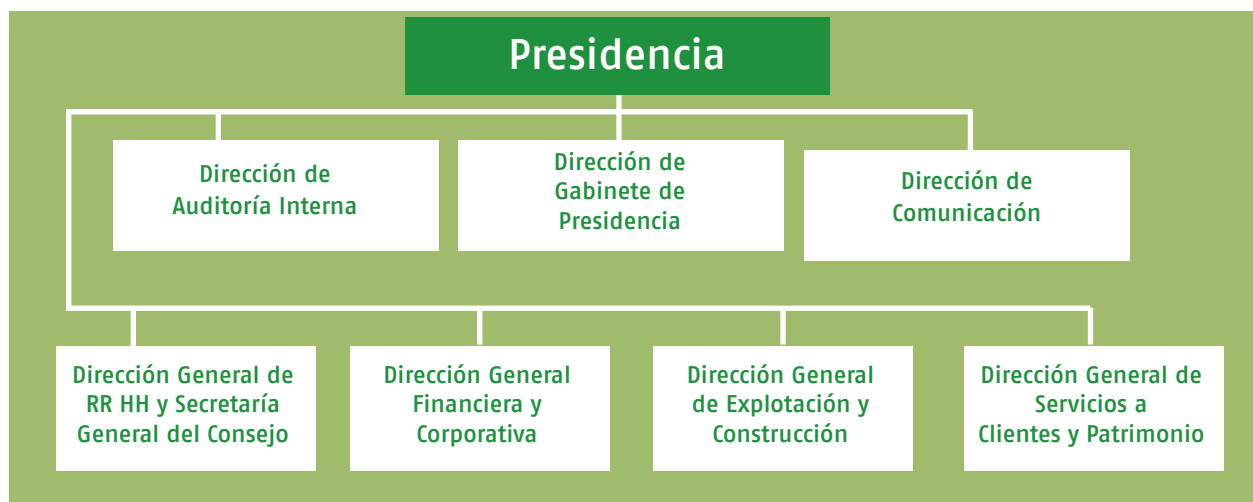 Presidencia
Dirección de
Auditoría Interna
Dirección de
Gabinete de
Presidencia
Dirección de
Comunicación
Dirección General de
RR HH y Secretaría
General del Consejo
Dirección General
Financiera y
Corporativa
Dirección General
de Explotación y
Construcción
Dirección General de
Servicios a
Clientes y Patrimonio